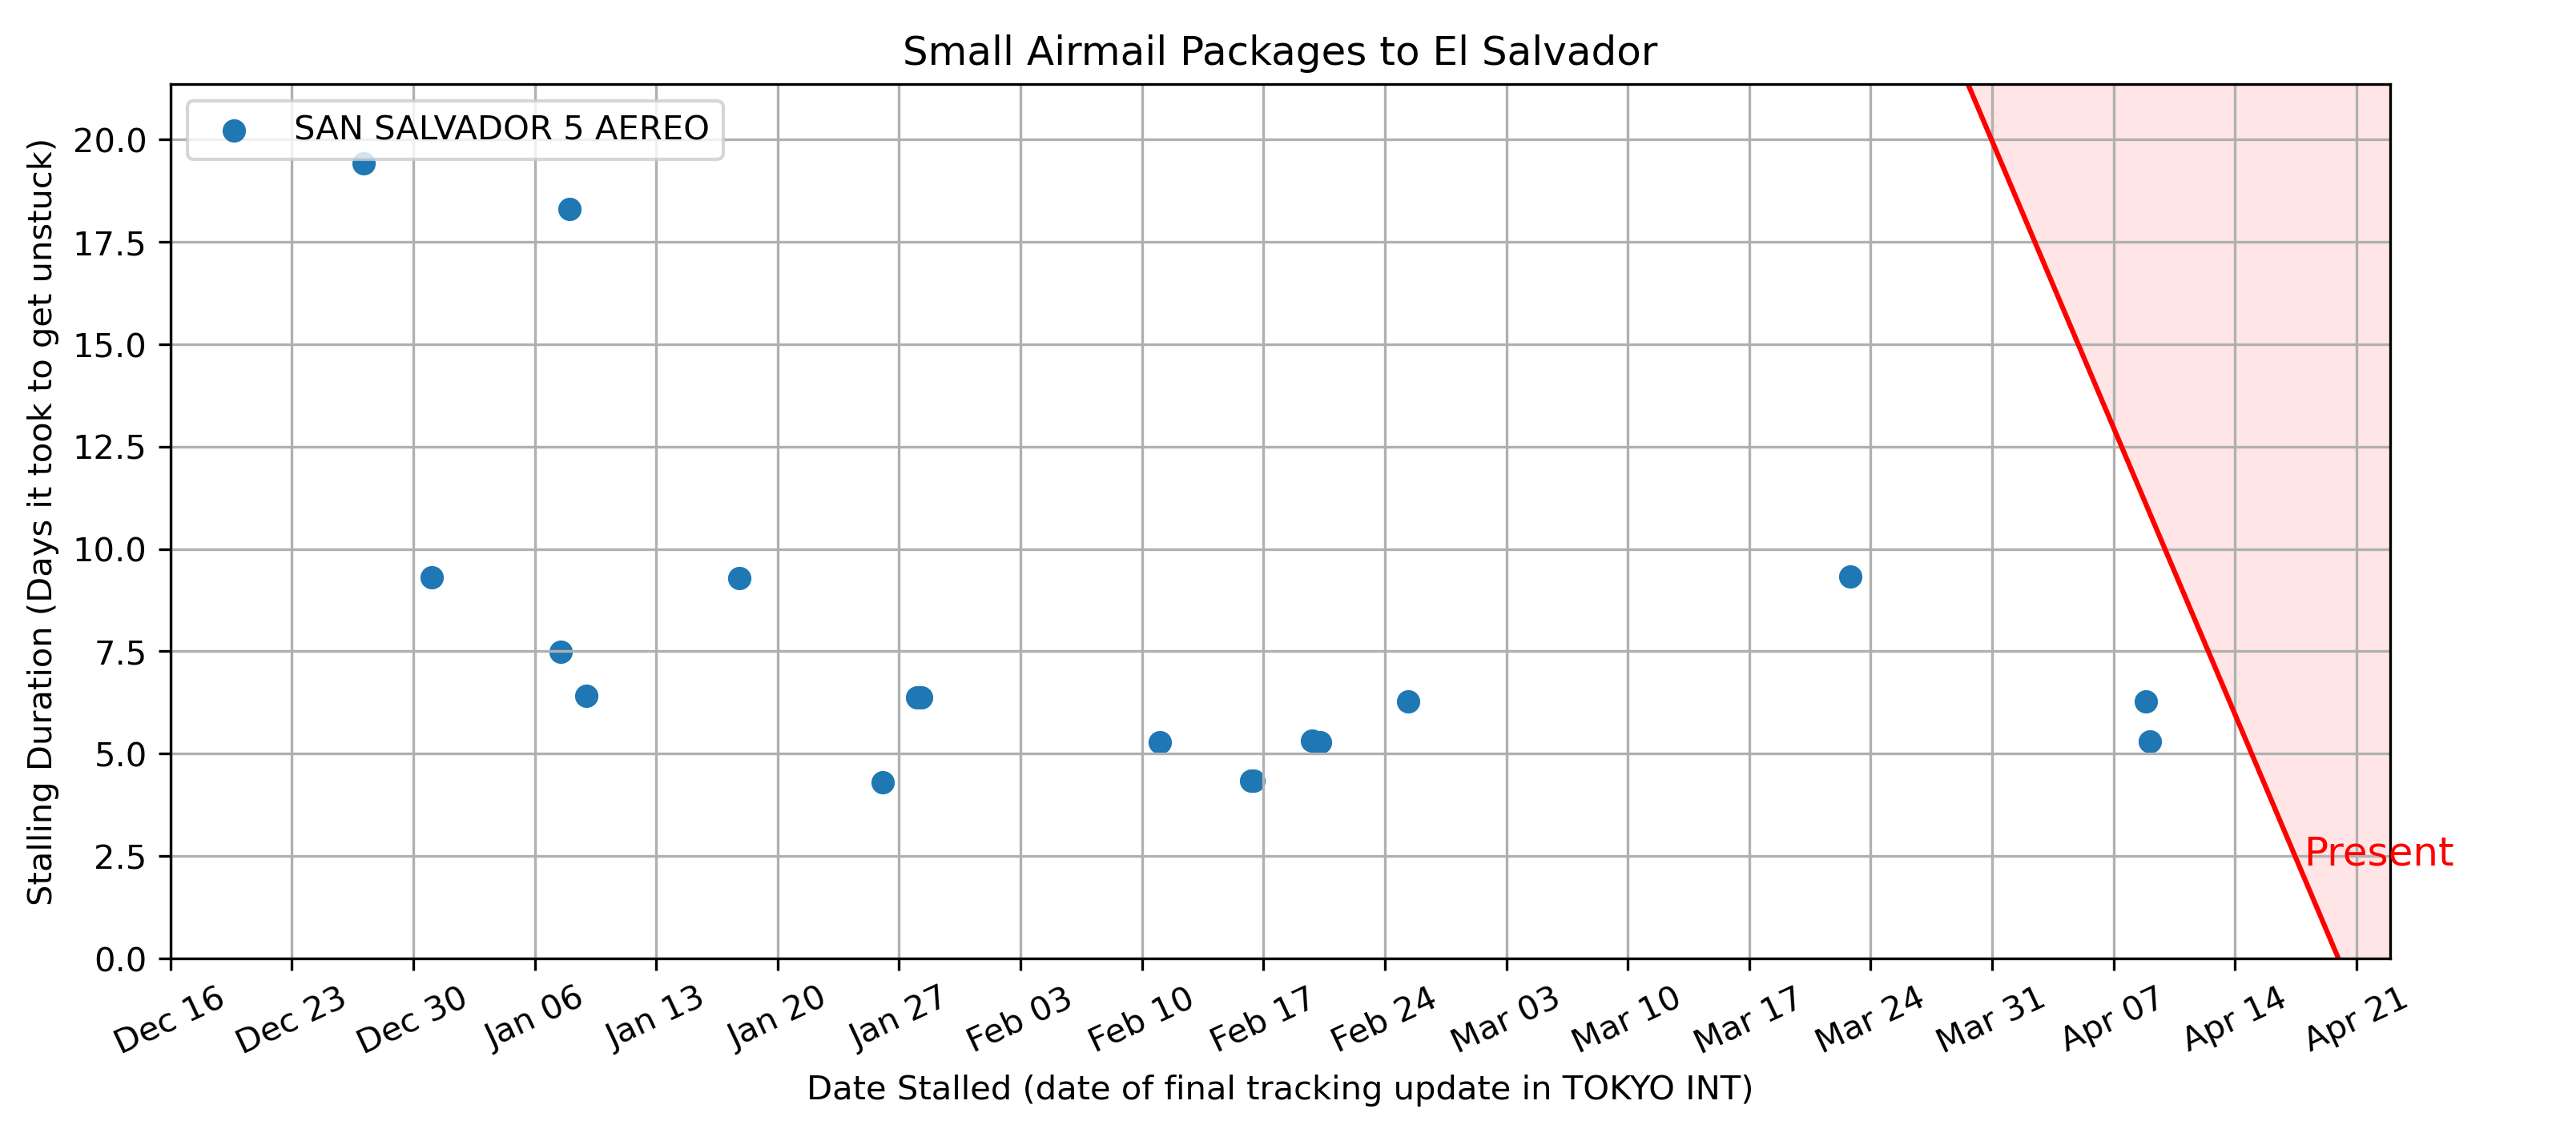 Small Airmail Packages to El Salvador
SAN SALVADOR 5 AEREO
Stalling Duration (Days it took to get unstuck)
20.0
17.5
15.0
12.5
10.0
7.5
5.0
2.5
0.0
Present
Dec 16 Dec 23 Dec 30 Jan 06 Jan 13 Jan 20 Jan 27 Feb 03 Feb 10 Feb 17 Feb 24 Mar 03 Mar 10 Mar 17 Mar 24 Mar 31 Apr 07 Apr 14 Apr 21
Date Stalled (date of final tracking update in TOKYO INT)